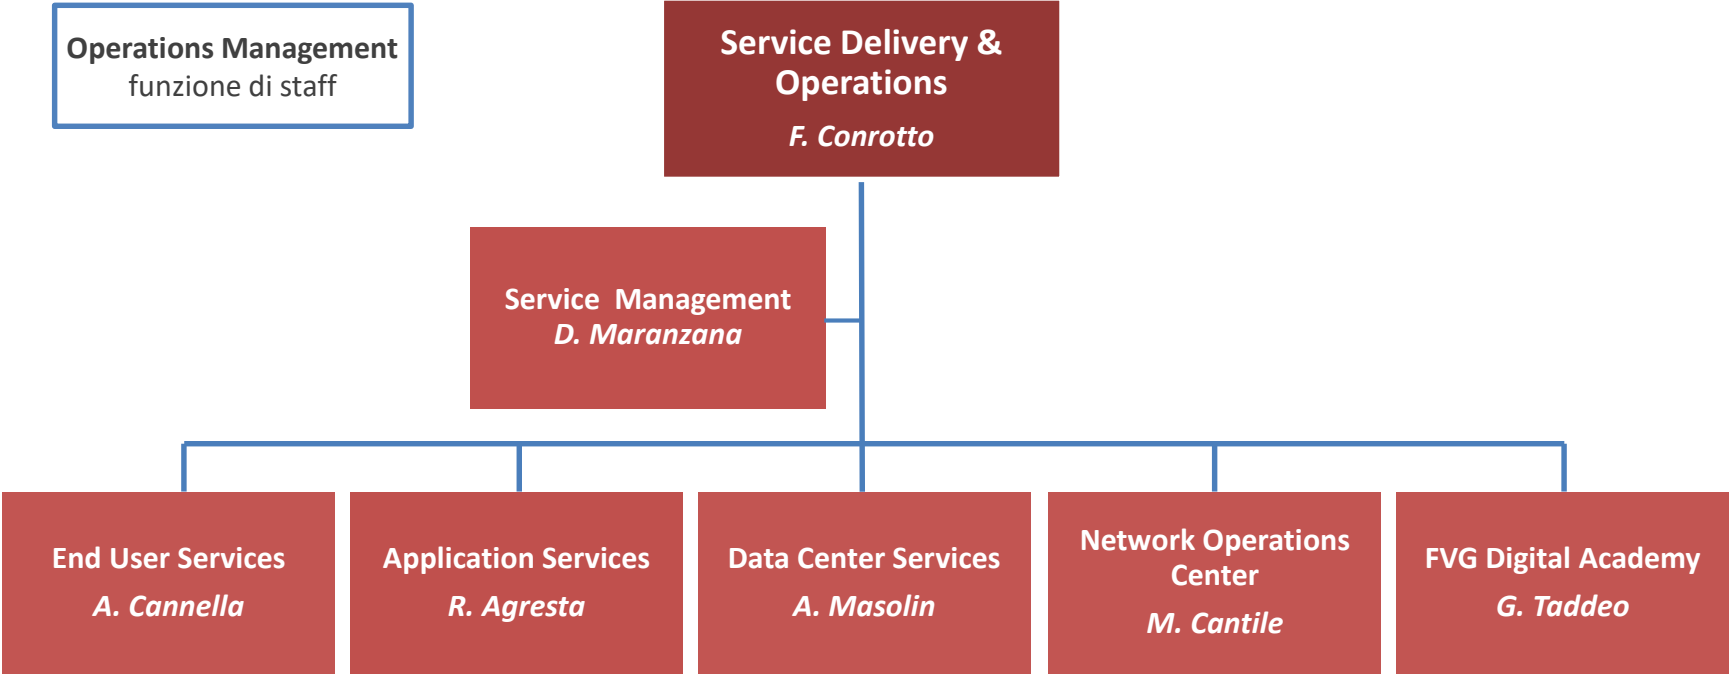 Operations Management
funzione di staff
Service Delivery &
Operations
F. Conrotto
Service  Management
D. Maranzana
End User Services
A. Cannella
Application Services
R. Agresta
Data Center Services
A. Masolin
Network Operations
Center
M. Cantile
FVG Digital Academy
G. Taddeo